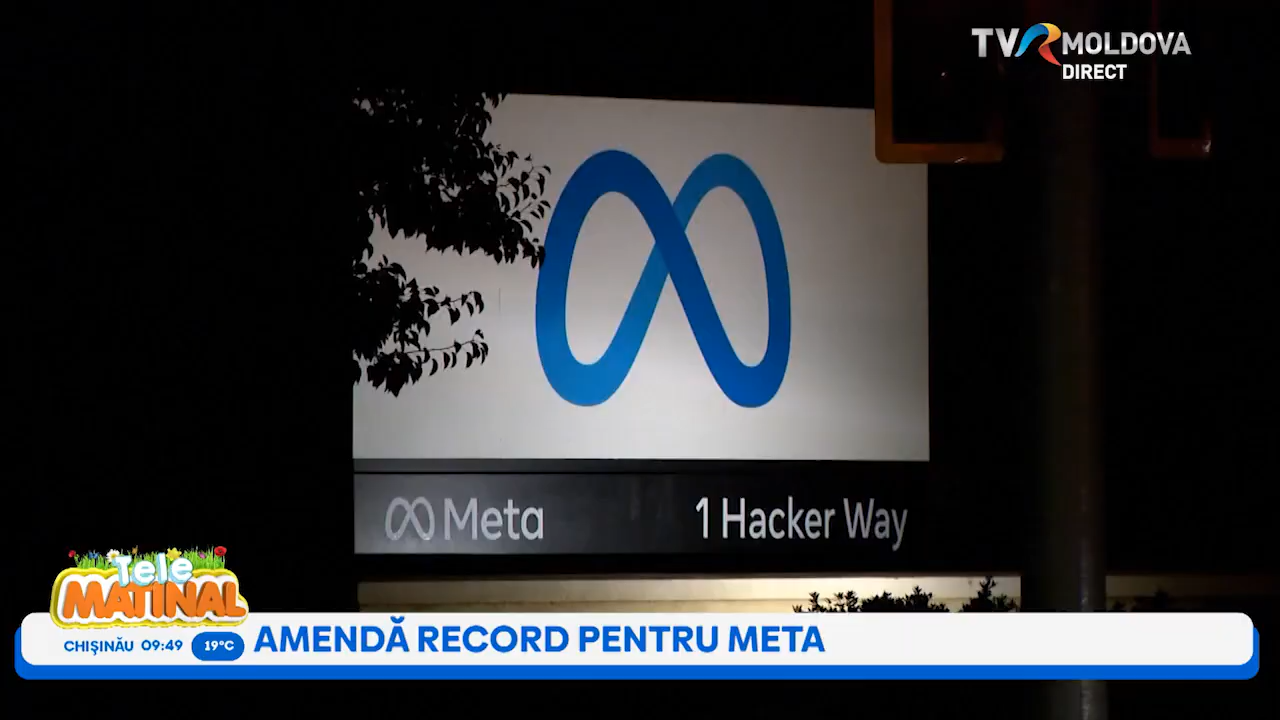 TVR MOLDOVA
DIRECT
Meta
1 Hacker Way
Tele
MATINAL
CHIȘINĂU 09:49 19°C
AMENDĂ RECORD PENTRU META